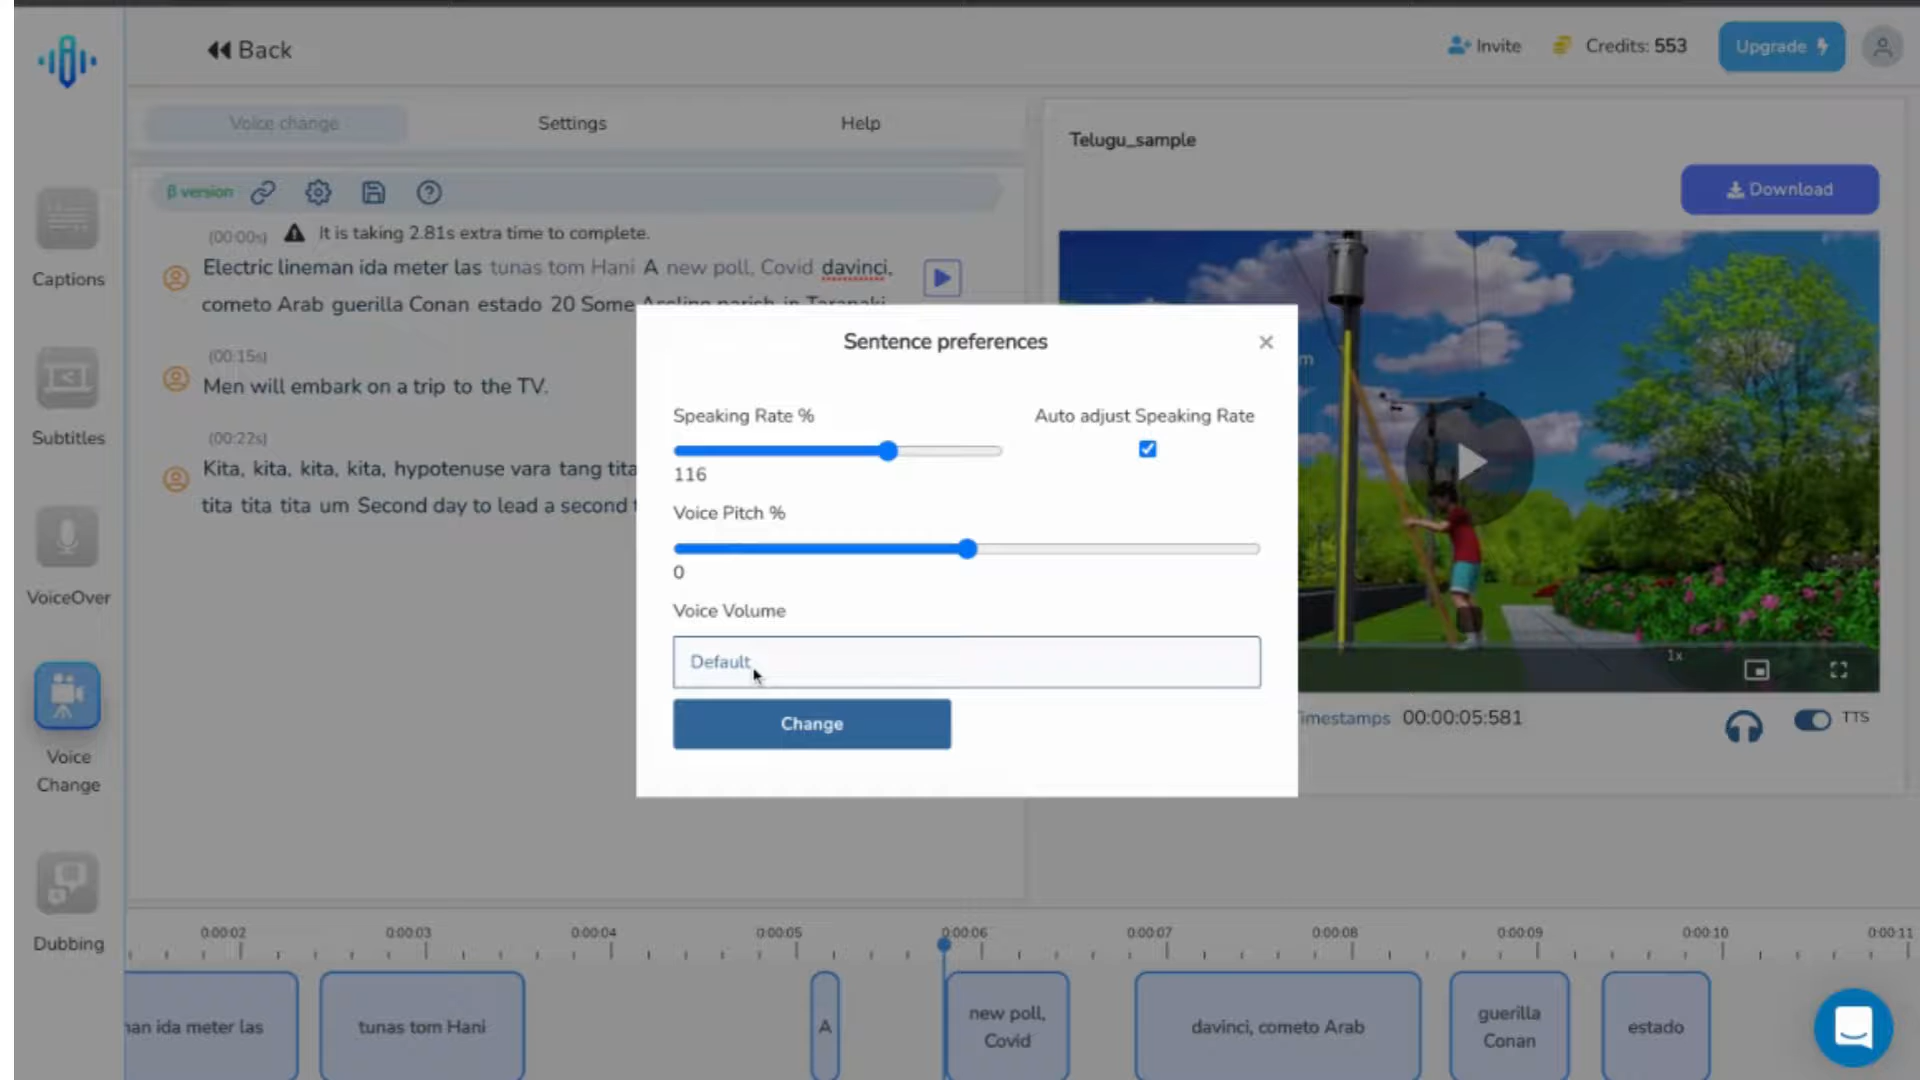 Back
Invite
Credits: 553
Upgrade
Voice change
Settings
Help
Telugu_sample
Download
β version
(00:00s) It is taking 2.81s extra time to complete.
Electric lineman ida meter las tunas tom Hani A new poll, Covid davinci,
cometo Arab guerilla Conan estado 20 Some
(00:15s)
Men will embark on a trip to the TV.
(00:22s)
Kita, kita, kita, kita, hypotenuse vara tang tita
tita tita tita um Second day to lead a second
Captions
Subtitles
VoiceOver
Voice
Change
Dubbing
Sentence preferences
Speaking Rate %
Auto adjust Speaking Rate
116
Voice Pitch %
0
Voice Volume
Default
Change
1x
imestamps 00:00:05:581
TTS
0:00:02
0:00:03
0:00:04
0:00:05
0:00:06
0:00:07
0:00:08
0:00:09
0:00:10
0:00:11
an ida meter las
tunas tom Hani
A
new poll,
Covid
davinci, cometo Arab
guerilla
Conan
estado